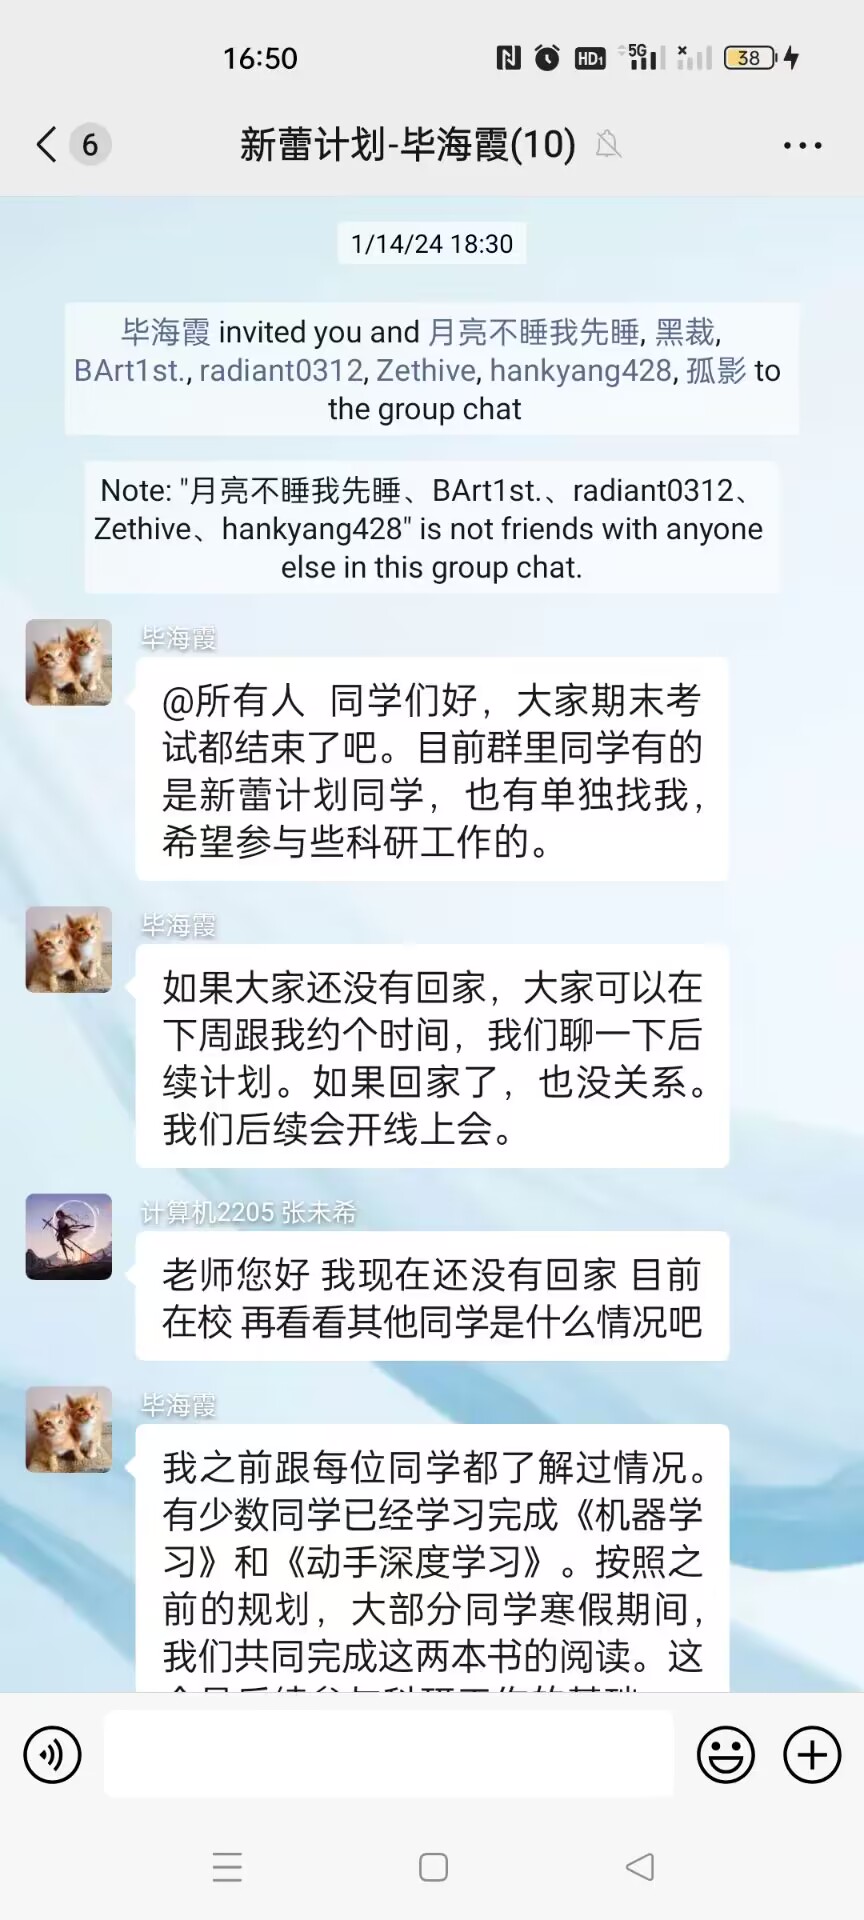 16:50
HD1 5G 38
6
新蕾计划-毕海霞(10)
1/14/24 18:30
毕海霞 invited you and 月亮不睡我先睡, 黑裁,
BArt1st., radiant0312, Zethive, hankyang428, 孤影 to
the group chat
Note: "月亮不睡我先睡、BArt1st.、radiant0312、
Zethive、hankyang428" is not friends with anyone
else in this group chat.
毕海霞
@所有人 同学们好，大家期末考
试都结束了吧。目前群里同学有的
是新蕾计划同学，也有单独找我，
希望参与些科研工作的。
毕海霞
如果大家还没有回家，大家可以在
下周跟我约个时间，我们聊一下后
续计划。如果回家了，也没关系。
我们后续会开线上会。
计算机2205 张未希
老师您好 我现在还没有回家 目前
在校 再看看其他同学是什么情况吧
毕海霞
我之前跟每位同学都了解过情况。
有少数同学已经学习完成《机器学
习》和《动手深度学习》。按照之
前的规划，大部分同学寒假期间，
我们共同完成这两本书的阅读。这